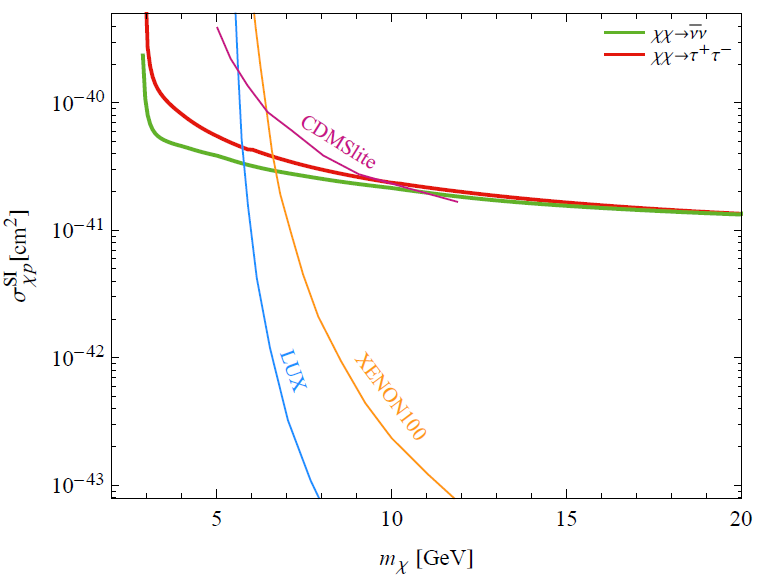 χχ→ν̅ν
χχ→τ⁺τ⁻
10⁻⁴⁰
CDMSlite
10⁻⁴¹
σ^SI_χp [cm²]
10⁻⁴²
LUX
XENON100
10⁻⁴³
5 10 15 20
m_χ [GeV]